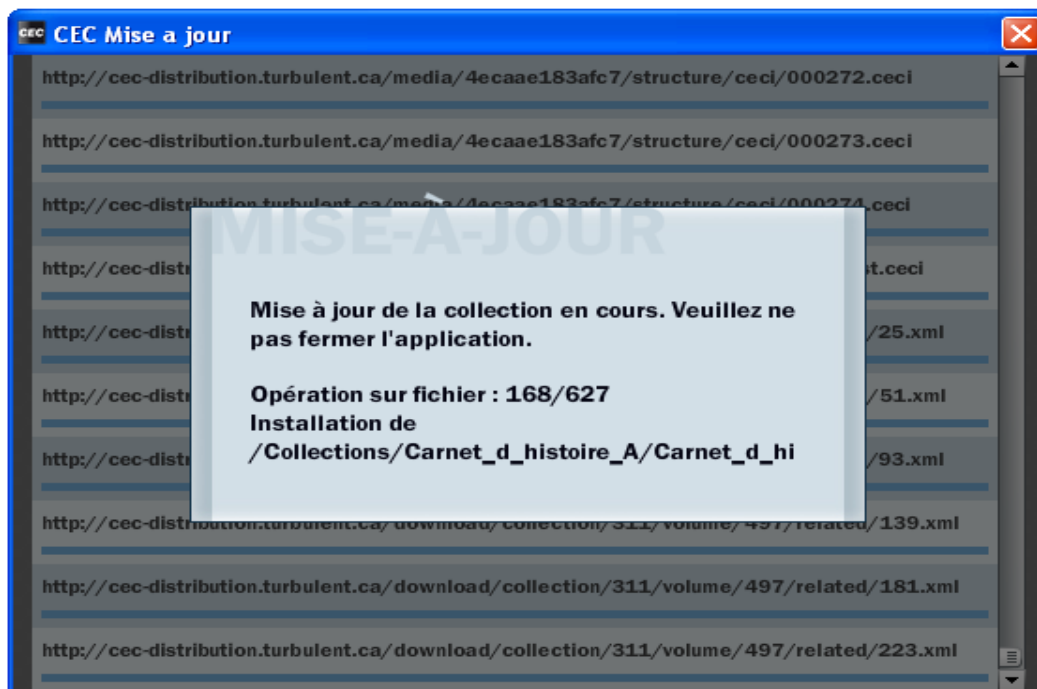 CEC CEC Mise a jour
http://cec-distribution.turbulent.ca/media/4ecaae183afc7/structure/ceci/000272.ceci
http://cec-distribution.turbulent.ca/media/4ecaae183afc7/structure/ceci/000273.ceci
http://cec-distribution.turbulent.ca/media/4ecaae183afc7/structure/ceci/000274.ceci
MISE-À-JOUR
http://cec-distr
st.ceci
Mise à jour de la collection en cours. Veuillez ne
pas fermer l'application.
http://cec-distr
/25.xml
Opération sur fichier : 168/627
http://cec-distr
/51.xml
Installation de
/Collections/Carnet_d_histoire_A/Carnet_d_hi
http://cec-distr
/93.xml
http://cec-distribution.turbulent.ca/download/collection/311/volume/497/related/139.xml
http://cec-distribution.turbulent.ca/download/collection/311/volume/497/related/181.xml
http://cec-distribution.turbulent.ca/download/collection/311/volume/497/related/223.xml